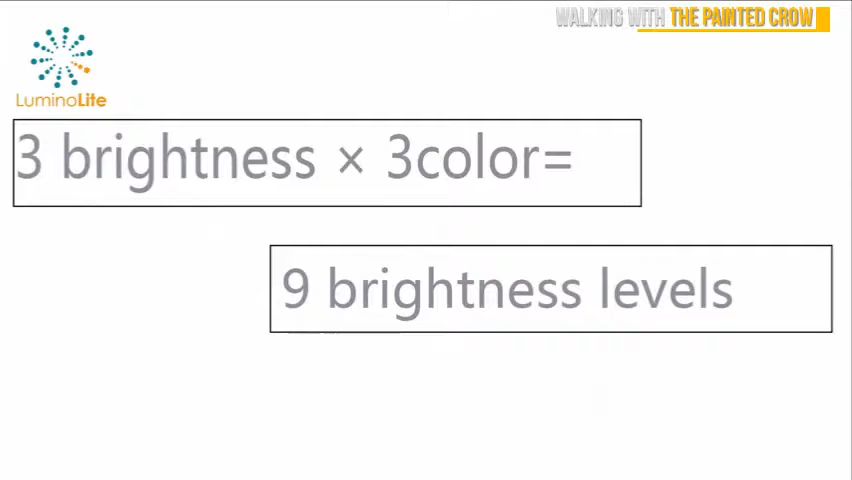 WALKING WITH THE PAINTED CROW
LuminoLite
3 brightness × 3color=
9 brightness levels